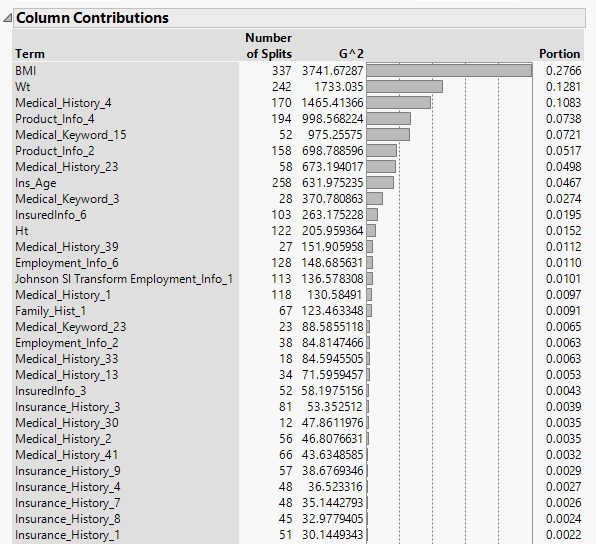 Column Contributions
Number
Term of Splits G^2 Portion
BMI 337 3741.67287 0.2766
Wt 242 1733.035 0.1281
Medical_History_4 170 1465.41366 0.1083
Product_Info_4 194 998.568224 0.0738
Medical_Keyword_15 52 975.25575 0.0721
Product_Info_2 158 698.788596 0.0517
Medical_History_23 58 673.194017 0.0498
Ins_Age 258 631.975235 0.0467
Medical_Keyword_3 28 370.780863 0.0274
InsuredInfo_6 103 263.175228 0.0195
Ht 122 205.959364 0.0152
Medical_History_39 27 151.905958 0.0112
Employment_Info_6 128 148.685631 0.0110
Johnson SI Transform Employment_Info_1 113 136.578308 0.0101
Medical_History_1 118 130.58491 0.0097
Family_Hist_1 67 123.463348 0.0091
Medical_Keyword_23 23 88.5855118 0.0065
Employment_Info_2 38 84.8147466 0.0063
Medical_History_33 18 84.5945505 0.0063
Medical_History_13 34 71.5959457 0.0053
InsuredInfo_3 52 58.1975156 0.0043
Insurance_History_3 81 53.352512 0.0039
Medical_History_30 12 47.8611976 0.0035
Medical_History_2 56 46.8076631 0.0035
Medical_History_41 66 43.6348585 0.0032
Insurance_History_9 57 38.6769346 0.0029
Insurance_History_4 48 36.523316 0.0027
Insurance_History_7 48 35.1442793 0.0026
Insurance_History_8 45 32.9779405 0.0024
Insurance_History_1 51 30.1449343 0.0022